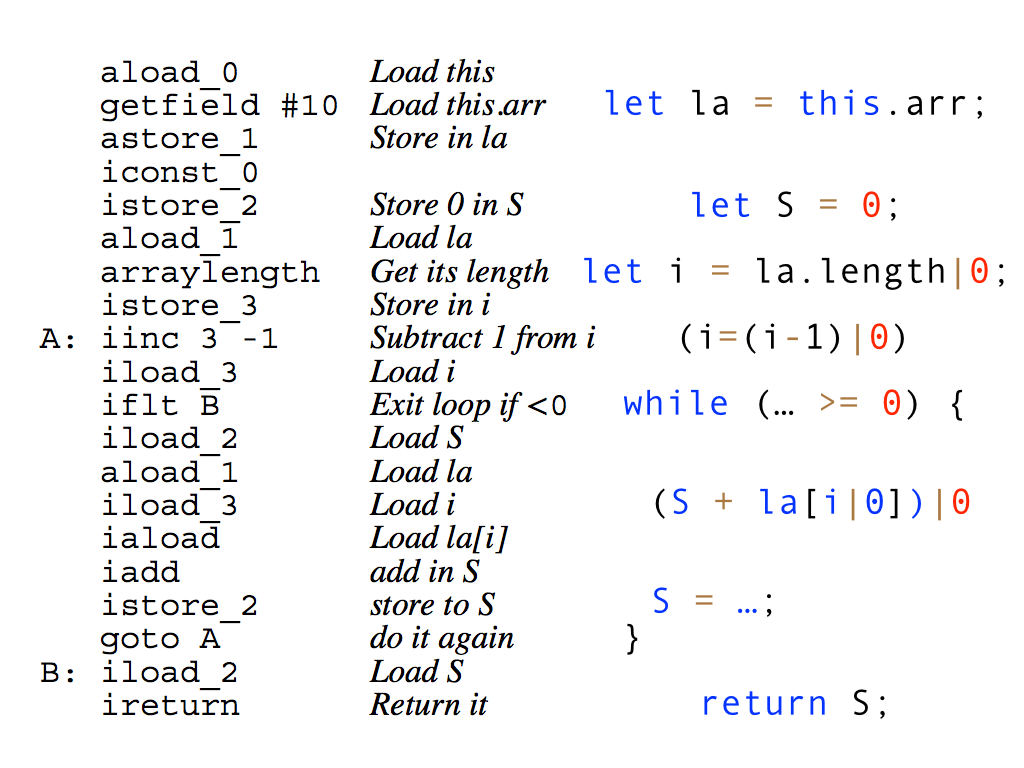 aload_0 Load this
getfield #10 Load this.arr let la = this.arr;
astore_1 Store in la
iconst_0
istore_2 Store 0 in S let S = 0;
aload_1 Load la
arraylength Get its length let i = la.length|0;
istore_3 Store in i
A: iinc 3 -1 Subtract 1 from i (i=(i-1)|0)
iload_3 Load i
iflt B Exit loop if <0 while (… >= 0) {
iload_2 Load S
aload_1 Load la
iload_3 Load i (S + la[i|0])|0
iaload Load la[i]
iadd add in S
istore_2 store to S S = …;
goto A do it again }
B: iload_2 Load S
ireturn Return it return S;